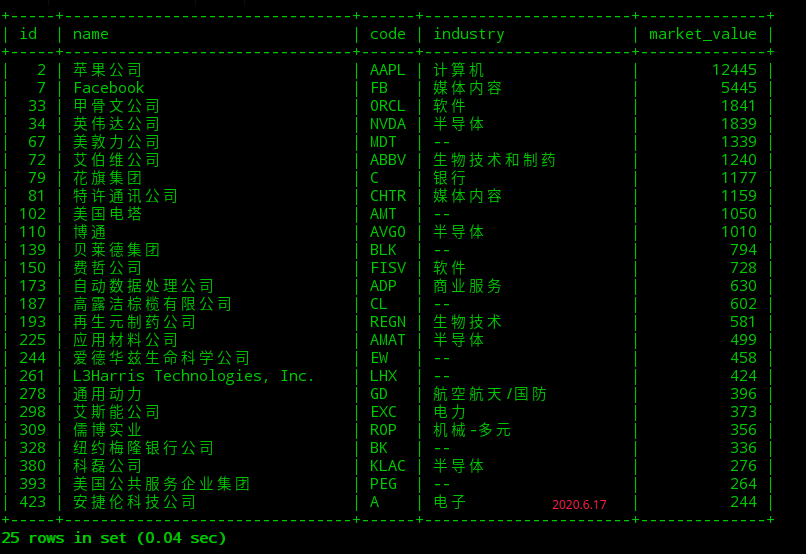 +-----+--------------------------------+------+-----------------------+--------------+
| id | name | code | industry | market_value |
+-----+--------------------------------+------+-----------------------+--------------+
| 2 | 苹果公司 | AAPL | 计算机 | 12445 |
| 7 | Facebook | FB | 媒体内容 | 5445 |
| 33 | 甲骨文公司 | ORCL | 软件 | 1841 |
| 34 | 英伟达公司 | NVDA | 半导体 | 1839 |
| 67 | 美敦力公司 | MDT | -- | 1339 |
| 72 | 艾伯维公司 | ABBV | 生物技术和制药 | 1240 |
| 79 | 花旗集团 | C | 银行 | 1177 |
| 81 | 特许通讯公司 | CHTR | 媒体内容 | 1159 |
| 102 | 美国电塔 | AMT | -- | 1050 |
| 110 | 博通 | AVGO | 半导体 | 1010 |
| 139 | 贝莱德集团 | BLK | -- | 794 |
| 150 | 费哲公司 | FISV | 软件 | 728 |
| 173 | 自动数据处理公司 | ADP | 商业服务 | 630 |
| 187 | 高露洁棕榄有限公司 | CL | -- | 602 |
| 193 | 再生元制药公司 | REGN | 生物技术 | 581 |
| 225 | 应用材料公司 | AMAT | 半导体 | 499 |
| 244 | 爱德华兹生命科学公司 | EW | -- | 458 |
| 261 | L3Harris Technologies, Inc. | LHX | -- | 424 |
| 278 | 通用动力 | GD | 航空航天/国防 | 396 |
| 298 | 艾斯能公司 | EXC | 电力 | 373 |
| 309 | 儒博实业 | ROP | 机械-多元 | 356 |
| 328 | 纽约梅隆银行公司 | BK | -- | 336 |
| 380 | 科磊公司 | KLAC | 半导体 | 276 |
| 393 | 美国公共服务企业集团 | PEG | -- | 264 |
| 423 | 安捷伦科技公司 | A | 电子 2020.6.17 | 244 |
+-----+--------------------------------+------+-----------------------+--------------+
25 rows in set (0.04 sec)